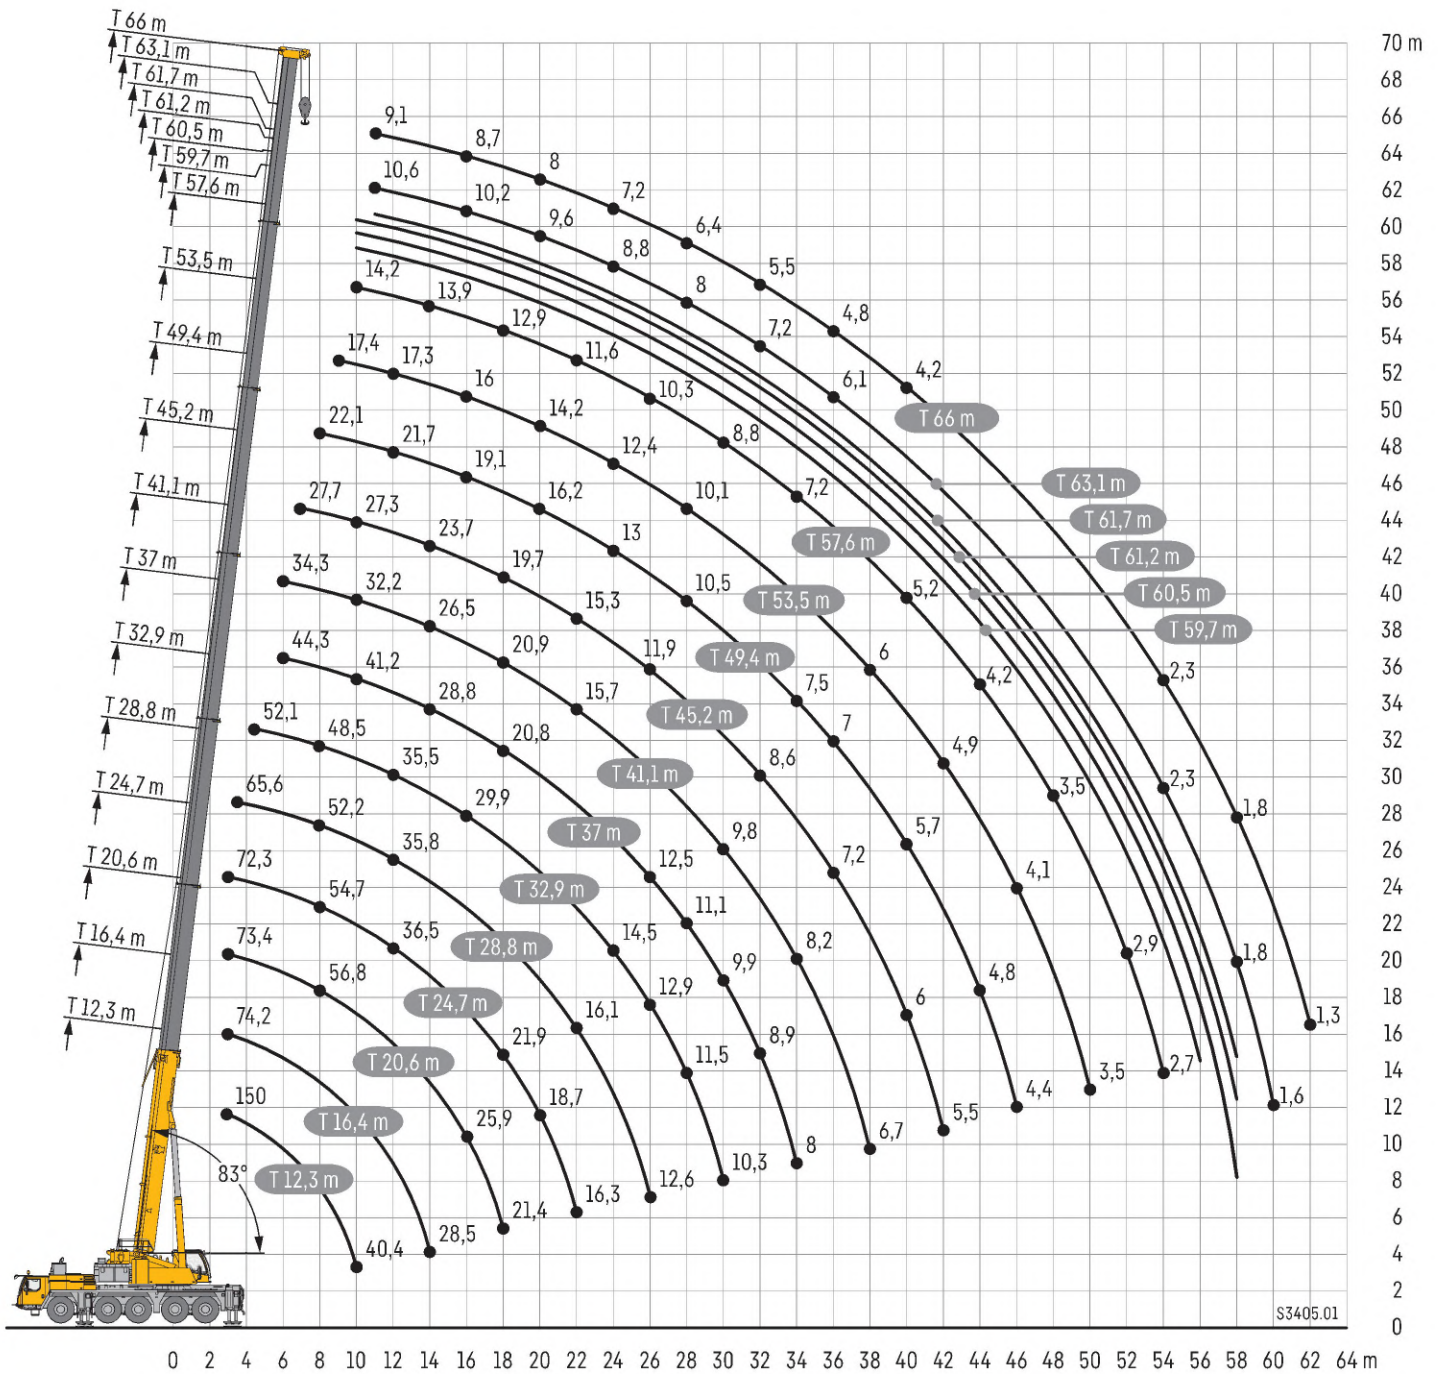 T 66 m
T 63,1 m
T 61,7 m
T 61,2 m
T 60,5 m
T 59,7 m
T 57,6 m
T 53,5 m
T 49,4 m
T 45,2 m
T 41,1 m
T 37 m
T 32,9 m
T 28,8 m
T 24,7 m
T 20,6 m
T 16,4 m
T 12,3 m
83°
9,1 8,7 8 7,2 6,4 5,5 4,8 4,2 2,3 1,8 1,3
T 66 m
10,6 10,2 9,6 8,8 8 7,2 6,1 2,3 1,8 1,6
T 63,1 m
T 61,7 m
T 61,2 m
T 60,5 m
T 59,7 m
14,2 13,9 12,9 11,6 10,3 8,8 7,2 5,2 4,2 3,5 2,9 2,7
T 57,6 m
17,4 17,3 16 14,2 12,4 10,1 6 4,9 4,1 3,5
T 53,5 m
22,1 21,7 19,1 16,2 13 10,5 7,5 7 5,7 4,8 4,4
T 49,4 m
27,7 27,3 23,7 19,7 15,3 11,9 8,6 7,2 6 5,5
T 45,2 m
34,3 32,2 26,5 20,9 15,7 9,8 8,2 6,7
T 41,1 m
44,3 41,2 28,8 20,8 12,5 11,1 9,9 8,9 8
T 37 m
52,1 48,5 35,5 29,9 14,5 12,9 11,5 10,3
T 32,9 m
65,6 52,2 35,8 16,1 12,6
T 28,8 m
72,3 54,7 36,5 21,9 18,7 16,3
T 24,7 m
73,4 56,8 25,9 21,4
T 20,6 m
74,2 28,5
T 16,4 m
150 40,4
T 12,3 m
70 m
68
66
64
62
60
58
56
54
52
50
48
46
44
42
40
38
36
34
32
30
28
26
24
22
20
18
16
14
12
10
8
6
4
2
0
S3405.01
0 2 4 6 8 10 12 14 16 18 20 22 24 26 28 30 32 34 36 38 40 42 44 46 48 50 52 54 56 58 60 62 64 m